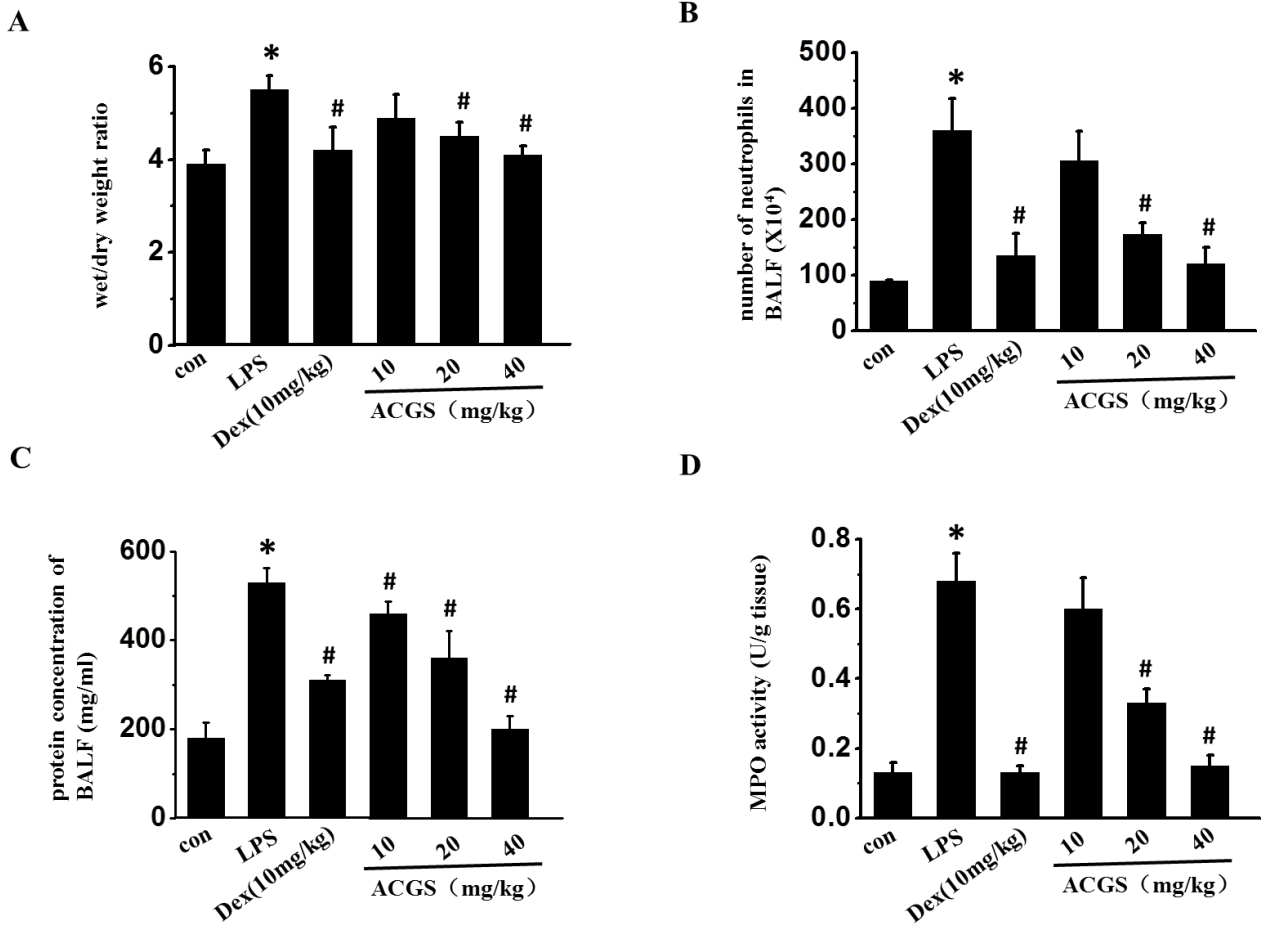 A
wet/dry weight ratio
6
4
2
0
*
#
#
#
con
LPS
Dex(10mg/kg)
10
20
40
ACGS（mg/kg）
B
number of neutrophils in
BALF (X10⁴)
500
400
300
200
100
0
*
#
#
#
con
LPS
Dex(10mg/kg)
10
20
40
ACGS（mg/kg）
C
protein concentration of
BALF (mg/ml)
600
400
200
0
*
#
#
#
#
con
LPS
Dex(10mg/kg)
10
20
40
ACGS（mg/kg）
D
MPO activity (U/g tissue)
0.8
0.6
0.4
0.2
0.0
*
#
#
#
con
LPS
Dex(10mg/kg)
10
20
40
ACGS（mg/kg）